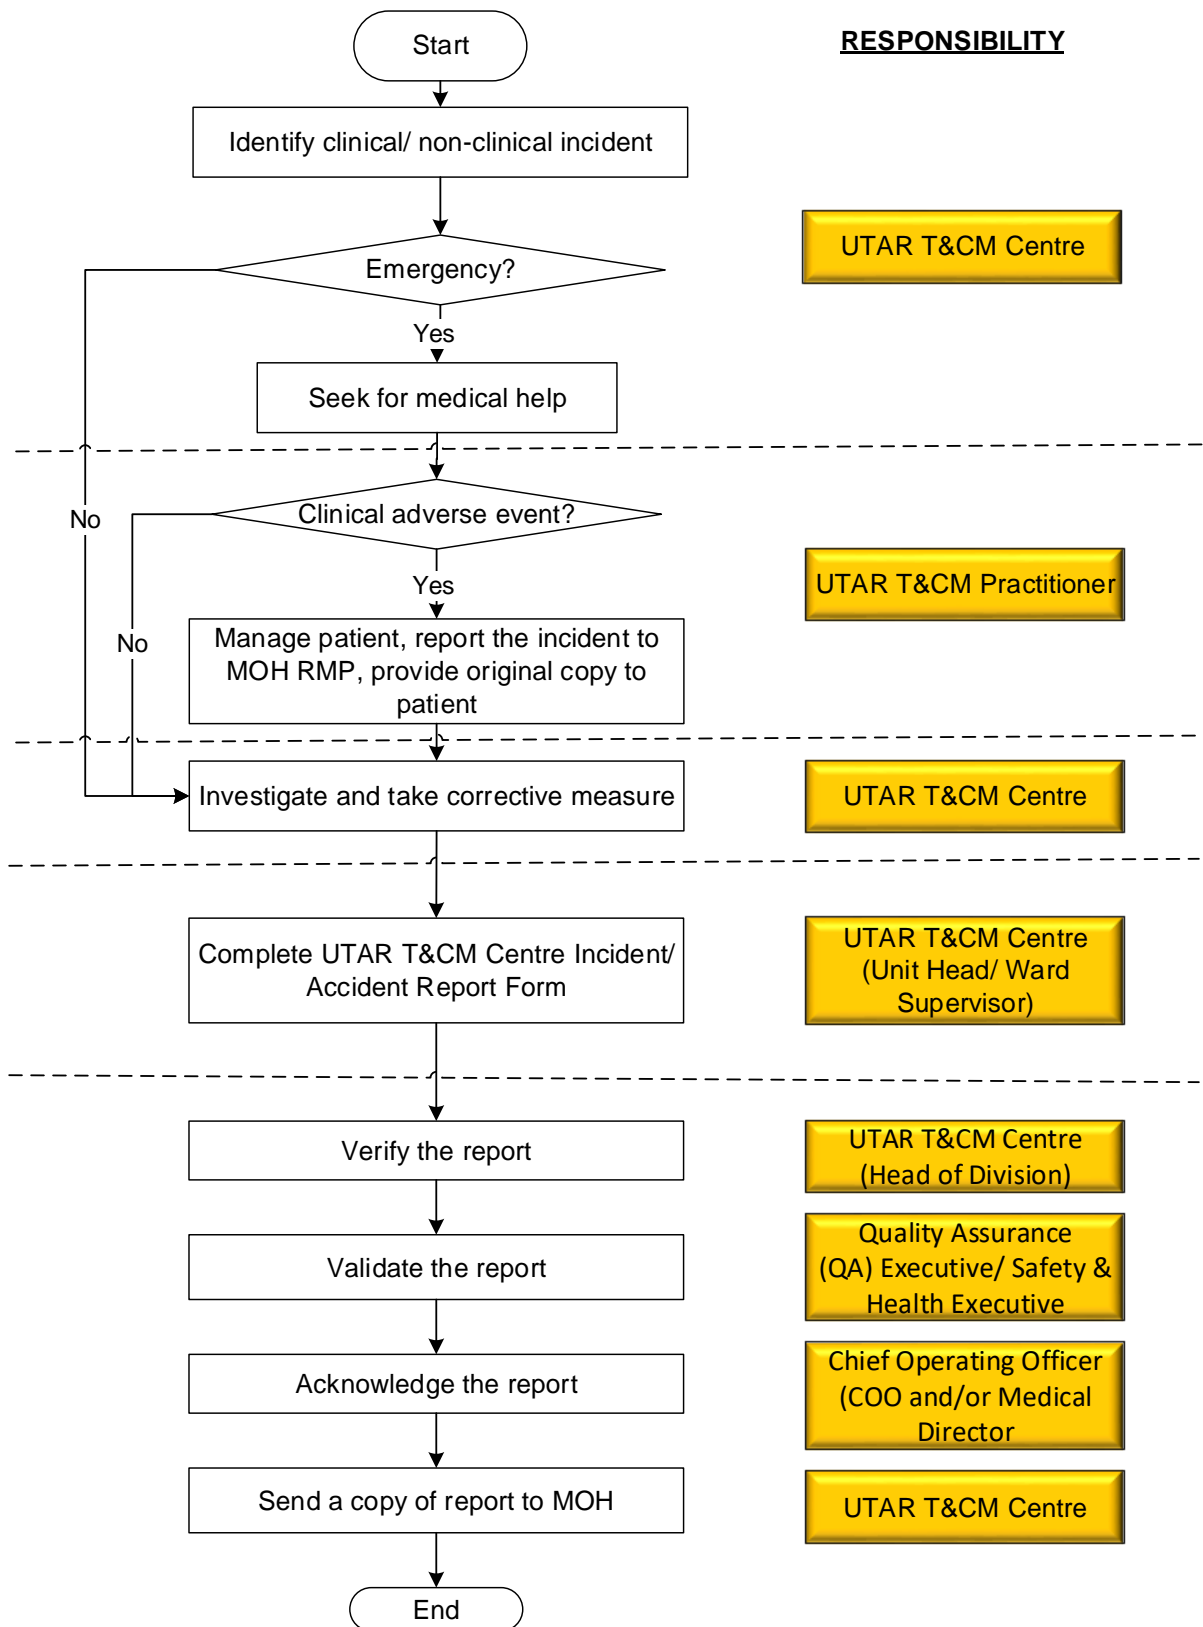 Start
RESPONSIBILITY
Identify clinical/ non-clinical incident
Emergency?
UTAR T&CM Centre
Yes
Seek for medical help
No
Clinical adverse event?
UTAR T&CM Practitioner
Yes
No
Manage patient, report the incident to
MOH RMP, provide original copy to
patient
Investigate and take corrective measure
UTAR T&CM Centre
Complete UTAR T&CM Centre Incident/
Accident Report Form
UTAR T&CM Centre
(Unit Head/ Ward
Supervisor)
Verify the report
UTAR T&CM Centre
(Head of Division)
Validate the report
Quality Assurance
(QA) Executive/ Safety &
Health Executive
Acknowledge the report
Chief Operating Officer
(COO and/or Medical
Director
Send a copy of report to MOH
UTAR T&CM Centre
End